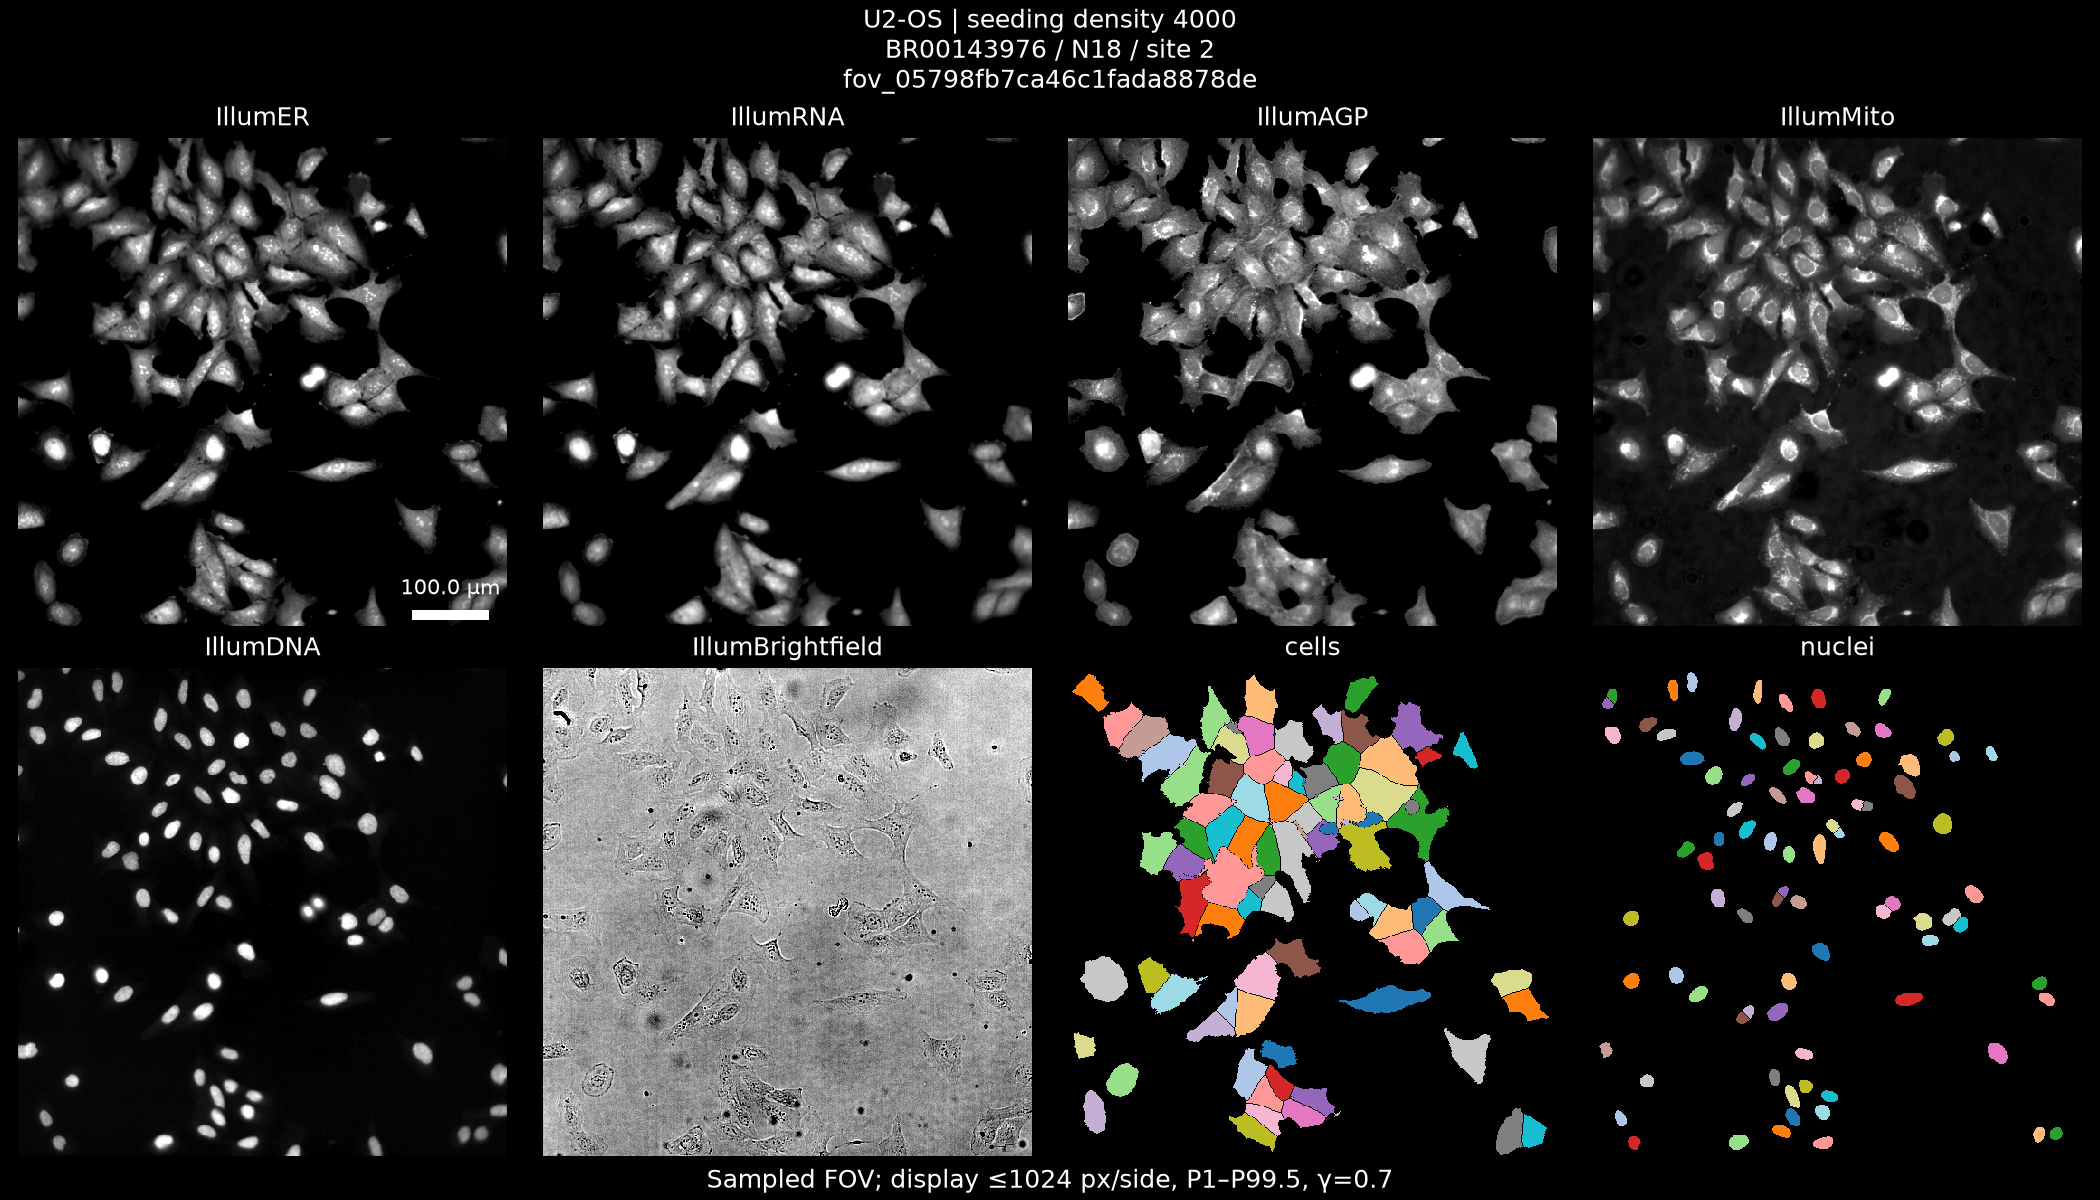 U2-OS | seeding density 4000
BR00143976 / N18 / site 2
fov_05798fb7ca46c1fada8878de
IllumER
IllumRNA
IllumAGP
IllumMito
100.0 µm
IllumDNA
IllumBrightfield
cells
nuclei
Sampled FOV; display ≤1024 px/side, P1–P99.5, γ=0.7